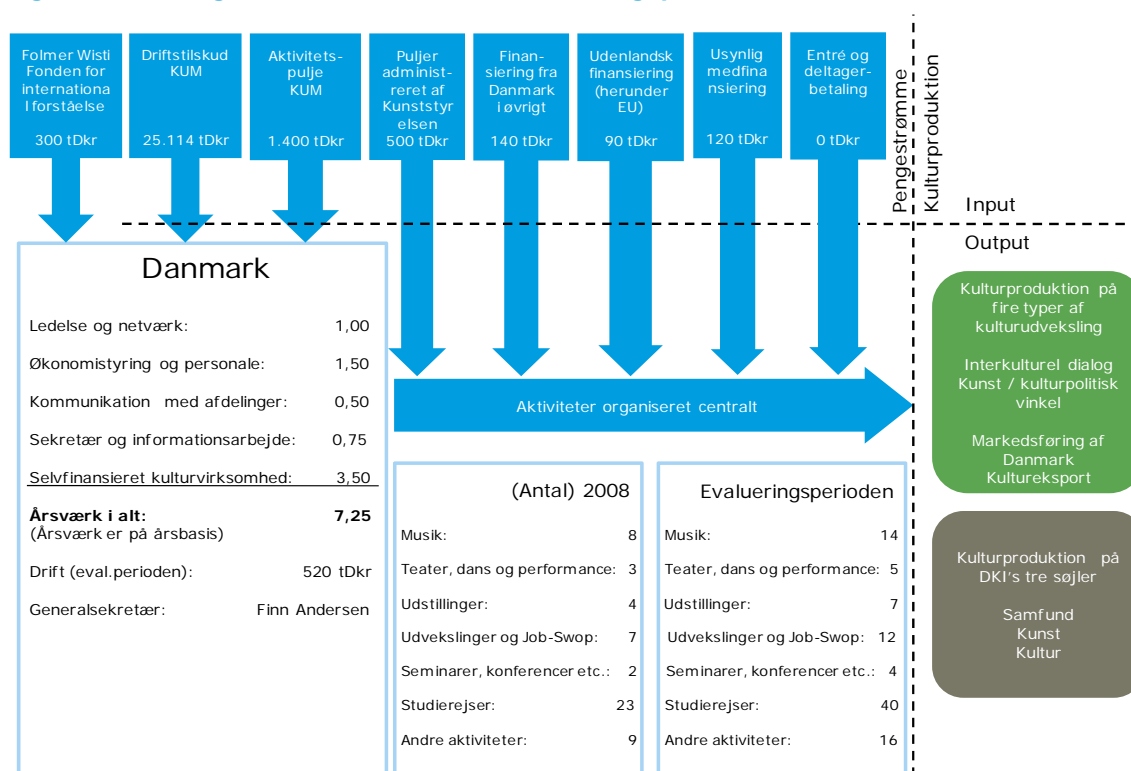 Folmer Wisti
Fonden for
internationa
l forståelse
300 tDkr
Driftstilskud
KUM
25.114 tDkr
Aktivitets-
pulje
KUM
1.400 tDkr
Puljer
administ-
reret af
Kunststyr
elsen
500 tDkr
Finan-
siering fra
Danmark
i øvrigt
140 tDkr
Udenlandsk
finansiering
(herunder
EU)
90 tDkr
Usynlig
medfina
nsiering
120 tDkr
Entré og
deltager-
betaling
0 tDkr
Pengestrømme
Kulturproduktion
Input
Output
Danmark
Ledelse og netværk: 1,00
Økonomistyring og personale: 1,50
Kommunikation med afdelinger: 0,50
Sekretær og informationsarbejde: 0,75
Selvfinansieret kulturvirksomhed: 3,50
Årsværk i alt: 7,25
(Årsværk er på årsbasis)
Drift (eval.perioden): 520 tDkr
Generalsekretær: Finn Andersen
Aktiviteter organiseret centralt
(Antal) 2008
Musik: 8
Teater, dans og performance: 3
Udstillinger: 4
Udvekslinger og Job-Swop: 7
Seminarer, konferencer etc.: 2
Studierejser: 23
Andre aktiviteter: 9
Evalueringsperioden
Musik: 14
Teater, dans og performance: 5
Udstillinger: 7
Udvekslinger og Job-Swop: 12
Seminarer, konferencer etc.: 4
Studierejser: 40
Andre aktiviteter: 16
Kulturproduktion på
fire typer af
kulturudveksling
Interkulturel dialog
Kunst / kulturpolitisk
vinkel
Markedsføring af
Danmark
Kultureksport
Kulturproduktion på
DKI's tre søjler
Samfund
Kunst
Kultur